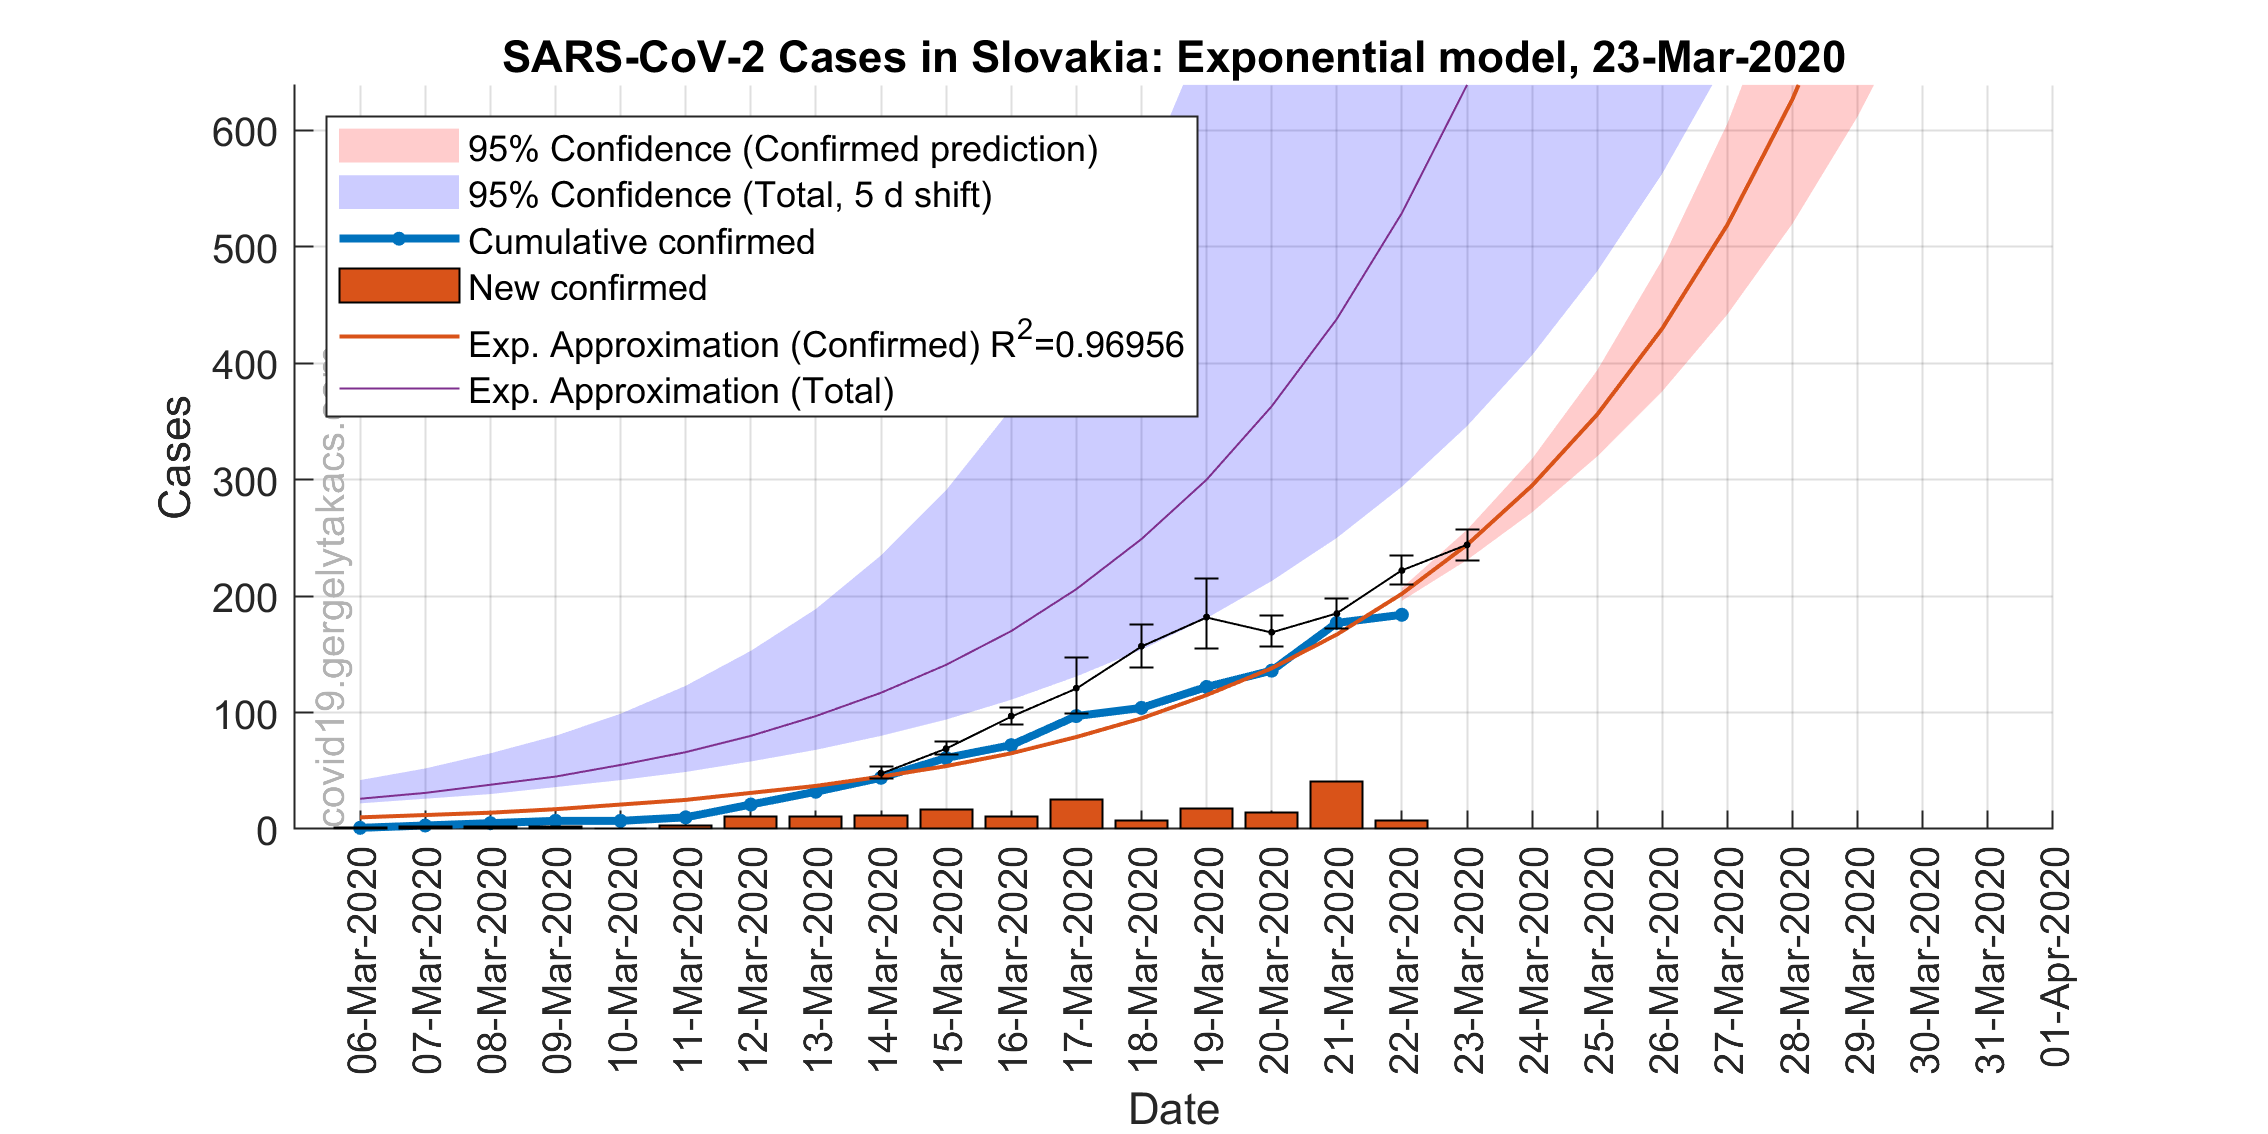 SARS-CoV-2 Cases in Slovakia: Exponential model, 23-Mar-2020
95% Confidence (Confirmed prediction)
95% Confidence (Total, 5 d shift)
Cumulative confirmed
New confirmed
Exp. Approximation (Confirmed) R²=0.96956
Exp. Approximation (Total)
Cases
600
500
400
300
200
100
0
covid19.gergelytakacs.
06-Mar-2020
07-Mar-2020
08-Mar-2020
09-Mar-2020
10-Mar-2020
11-Mar-2020
12-Mar-2020
13-Mar-2020
14-Mar-2020
15-Mar-2020
16-Mar-2020
17-Mar-2020
18-Mar-2020
19-Mar-2020
20-Mar-2020
21-Mar-2020
22-Mar-2020
23-Mar-2020
24-Mar-2020
25-Mar-2020
26-Mar-2020
27-Mar-2020
28-Mar-2020
29-Mar-2020
30-Mar-2020
31-Mar-2020
01-Apr-2020
Date